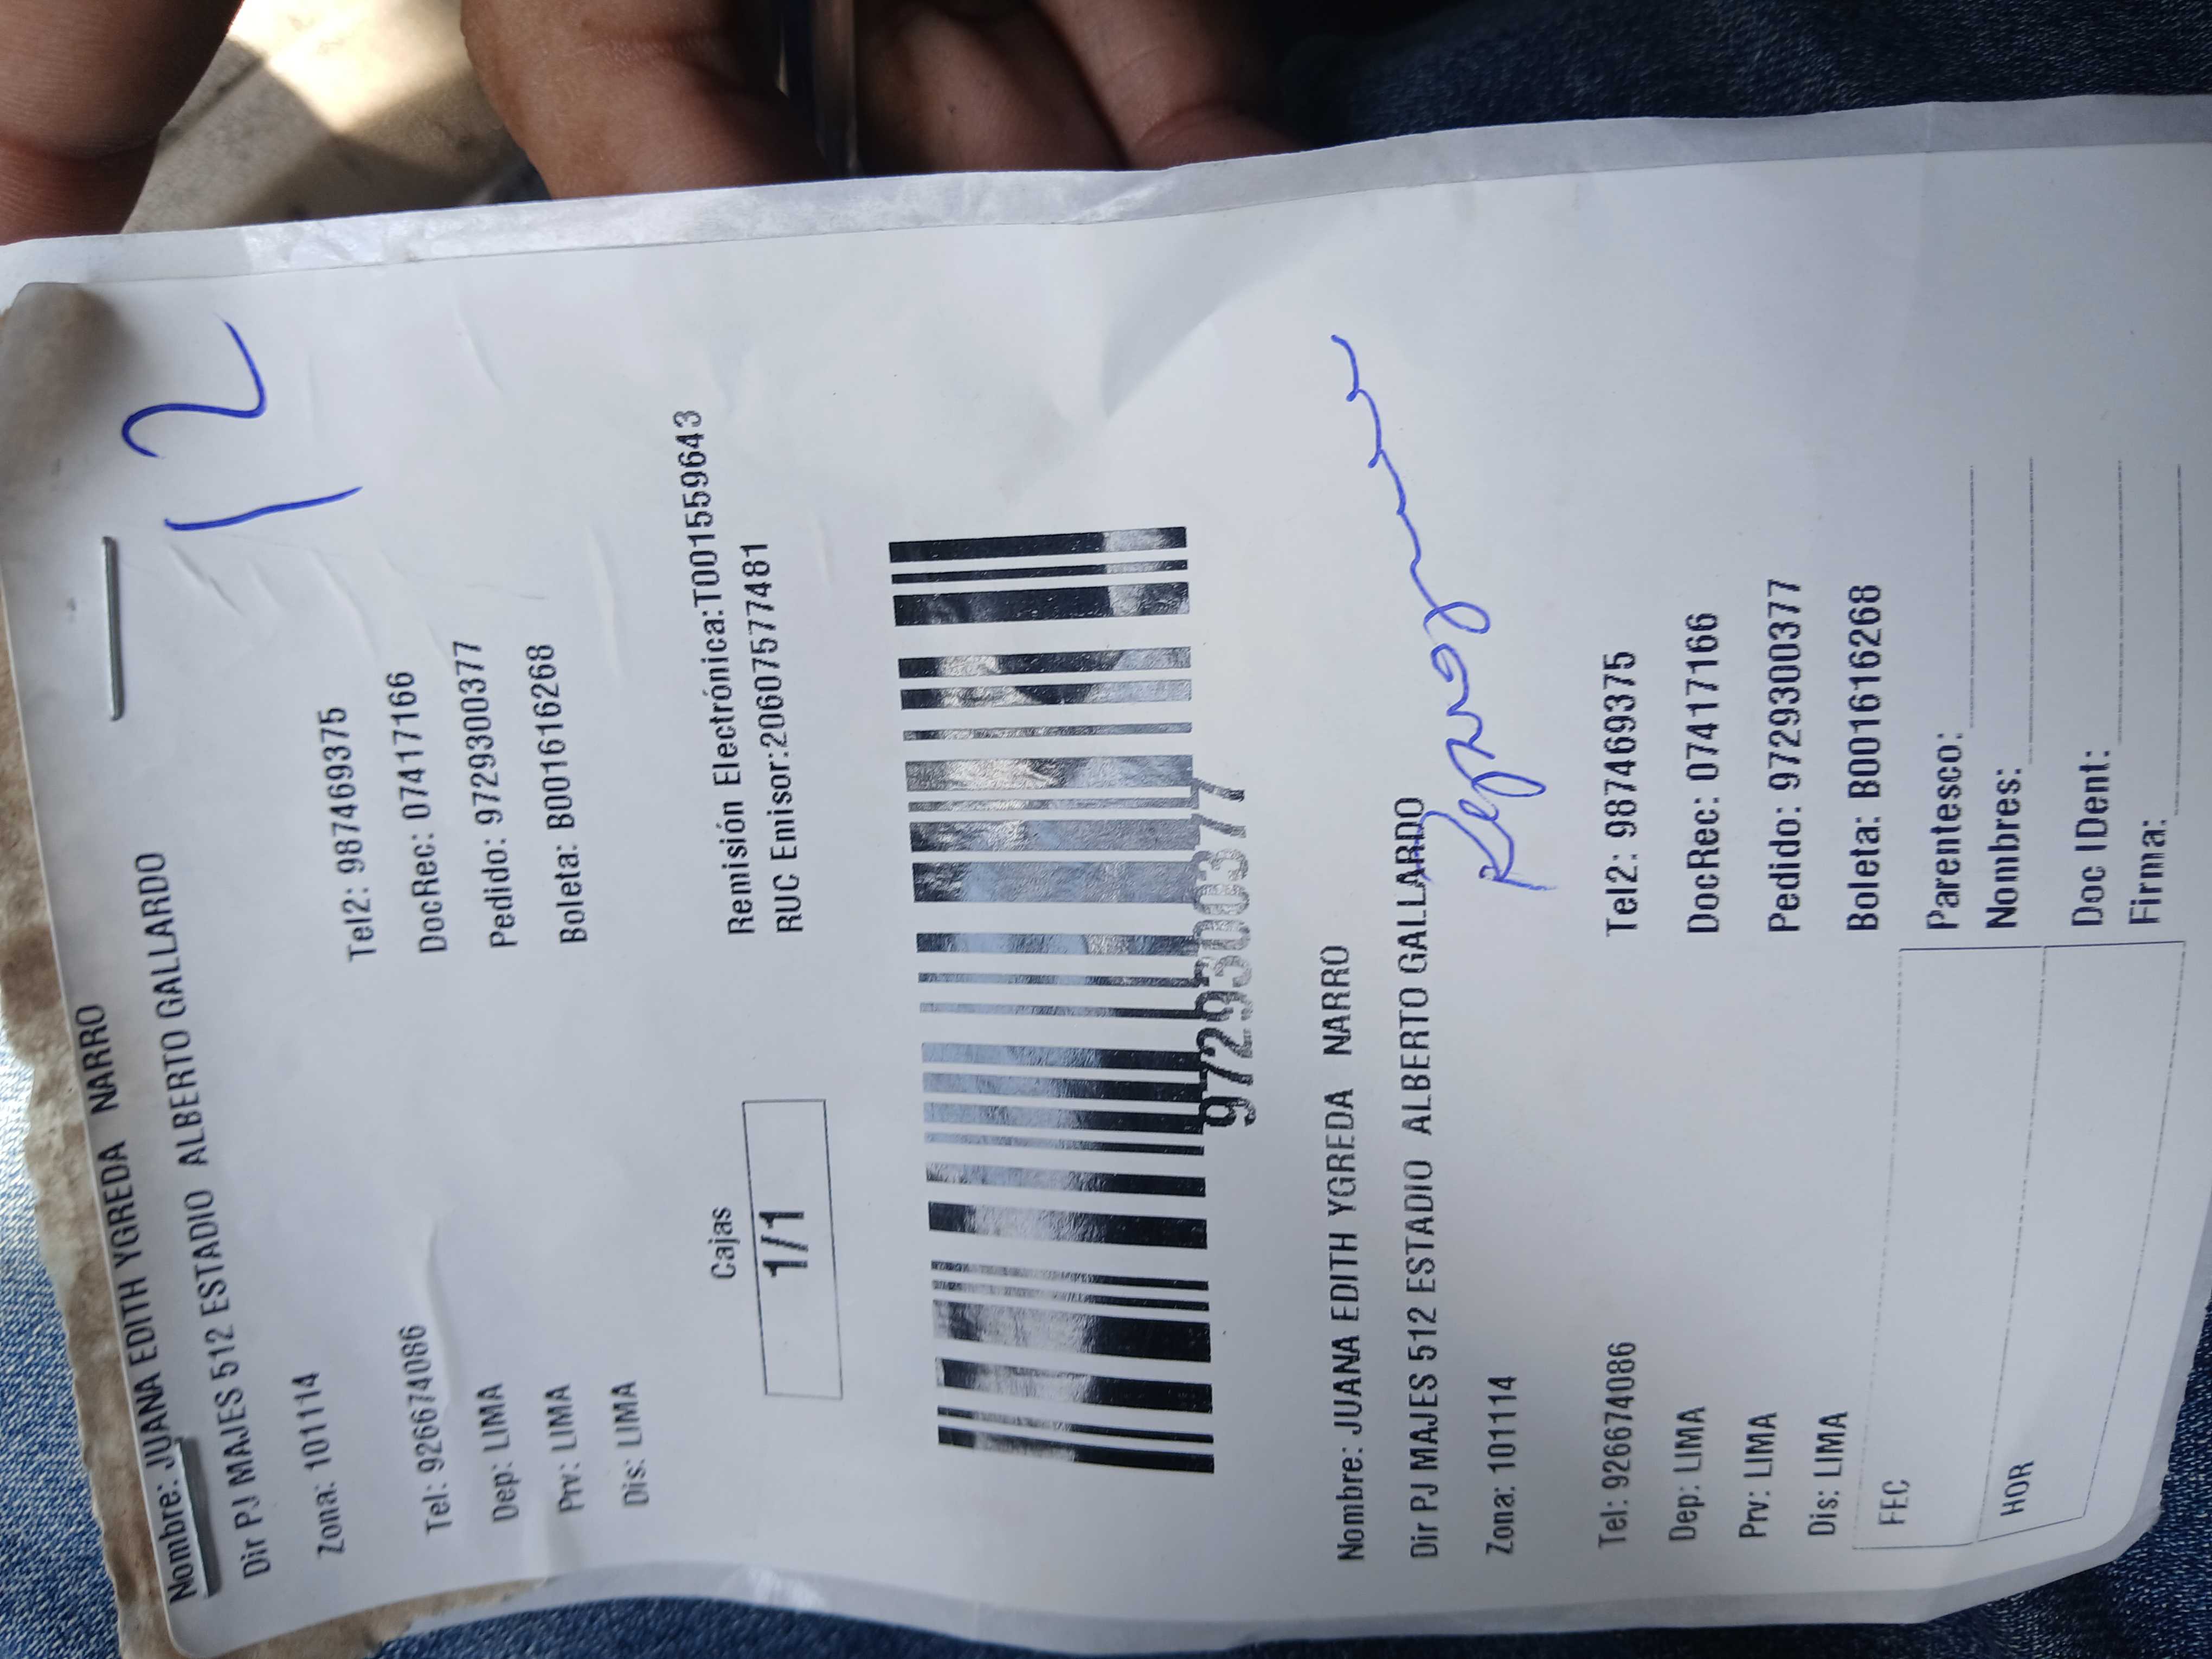 Nombre: JUANA EDITH YGREDA NARRO
12
Dir PJ MAJES 512 ESTADIO ALBERTO GALLARDO
Zona: 101114
Tel2: 987469375
Tel: 926674086
DocRec: 07417166
Dep: LIMA
Pedido: 972930377
Prv: LIMA
Boleta: B001616268
Dis: LIMA
Cajas
Remisión Electrónica:T001559643
1/1
RUC Emisor:20607577481
972930377
Nombre: JUANA EDITH YGREDA NARRO
Dir PJ MAJES 512 ESTADIO ALBERTO GALLARDO
Zona: 101114
Tel: 926674086
Tel2: 987469375
Dep: LIMA
DocRec: 07417166
Prv: LIMA
Pedido: 972930377
Dis: LIMA
Boleta: B001616268
FEC
Parentesco:
Nombres:
HOR
Doc IDent:
Firma: